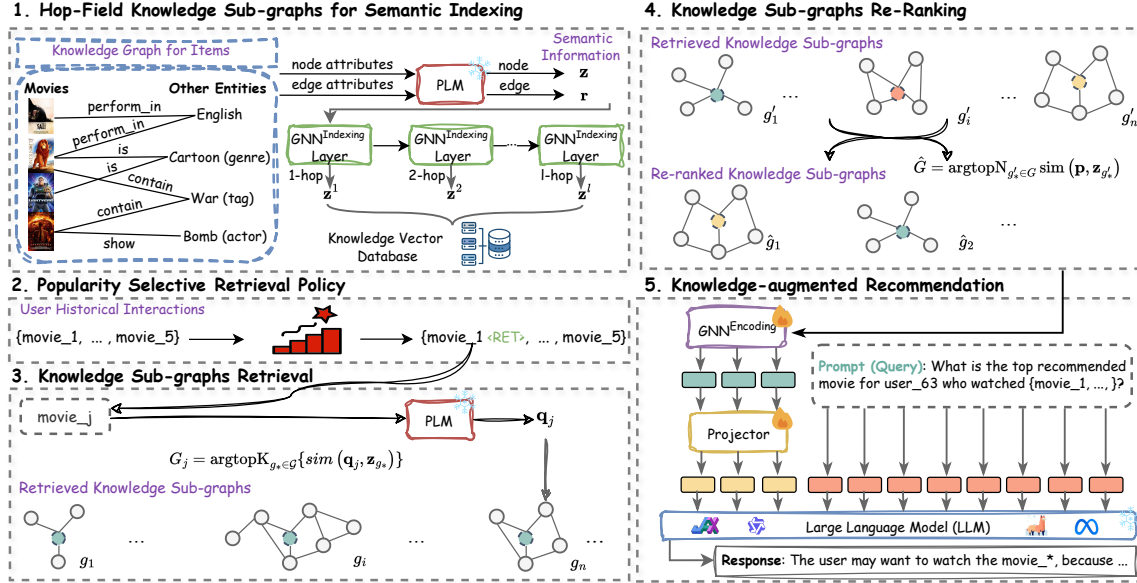 1. Hop-Field Knowledge Sub-graphs for Semantic Indexing
Knowledge Graph for Items
Movies
Other Entities
perform_in
perform_in
is
is
contain
contain
show
English
Cartoon (genre)
War (tag)
Bomb (actor)
node attributes
edge attributes
PLM
node
edge
Semantic
Information
z
r
GNN^Indexing
Layer
GNN^Indexing
Layer
...
GNN^Indexing
Layer
1-hop
2-hop
l-hop
z^1
z^2
z^l
Knowledge Vector
Database
2. Popularity Selective Retrieval Policy
User Historical Interactions
{movie_1, ... , movie_5}
{movie_1 <RET>, ... , movie_5}
3. Knowledge Sub-graphs Retrieval
movie_j
PLM
q_j
G_j = argtopK_{g_*∈𝒢}{sim (q_j, z_{g_*})}
Retrieved Knowledge Sub-graphs
g_1
...
g_i
...
g_n
4. Knowledge Sub-graphs Re-Ranking
Retrieved Knowledge Sub-graphs
g'_1
...
g'_i
...
g'_n
Ĝ = argtopN_{g'_*∈G} sim (p, z_{g'_*})
Re-ranked Knowledge Sub-graphs
ĝ_1
ĝ_2
...
5. Knowledge-augmented Recommendation
GNN^Encoding
Projector
Prompt (Query): What is the top recommended
movie for user_63 who watched {movie_1, ... , }?
Large Language Model (LLM)
Response: The user may want to watch the movie_*, because ...